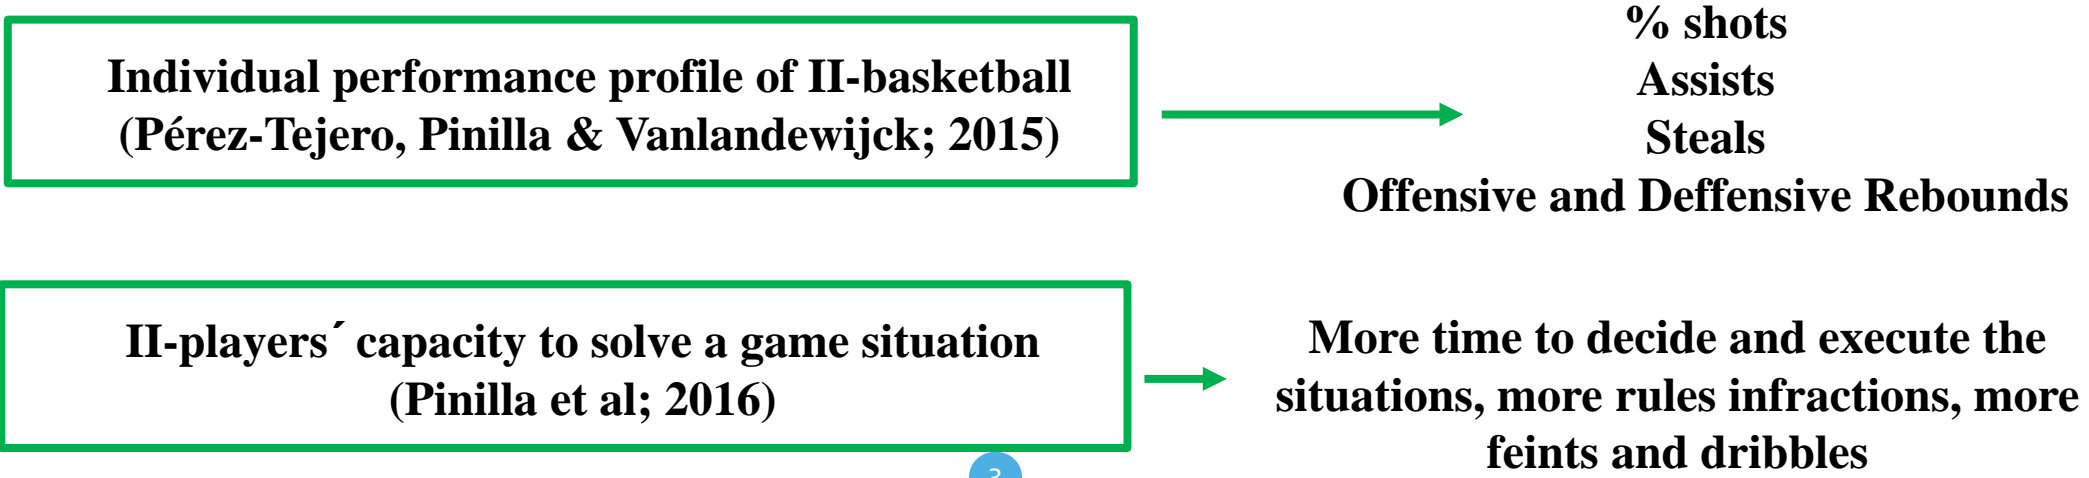 Individual performance profile of II-basketball
(Pérez-Tejero, Pinilla & Vanlandewijck; 2015)
% shots
Assists
Steals
Offensive and Deffensive Rebounds
II-players´ capacity to solve a game situation
(Pinilla et al; 2016)
More time to decide and execute the
situations, more rules infractions, more
feints and dribbles